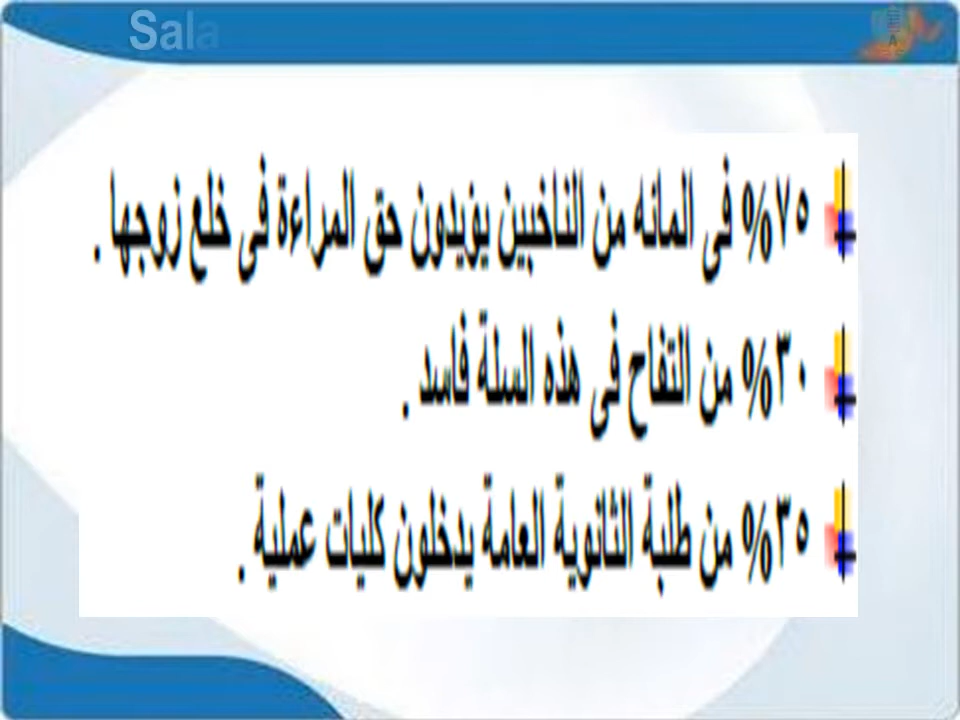 Sala
٧٥% فى المائه من الناخبين يؤيدون حق المراءة فى خلع زوجها .
٣٠% من التفاح فى هذه السلة فاسد .
٣٥% من طلبة الثانوية العامة يدخلون كليات عملية .